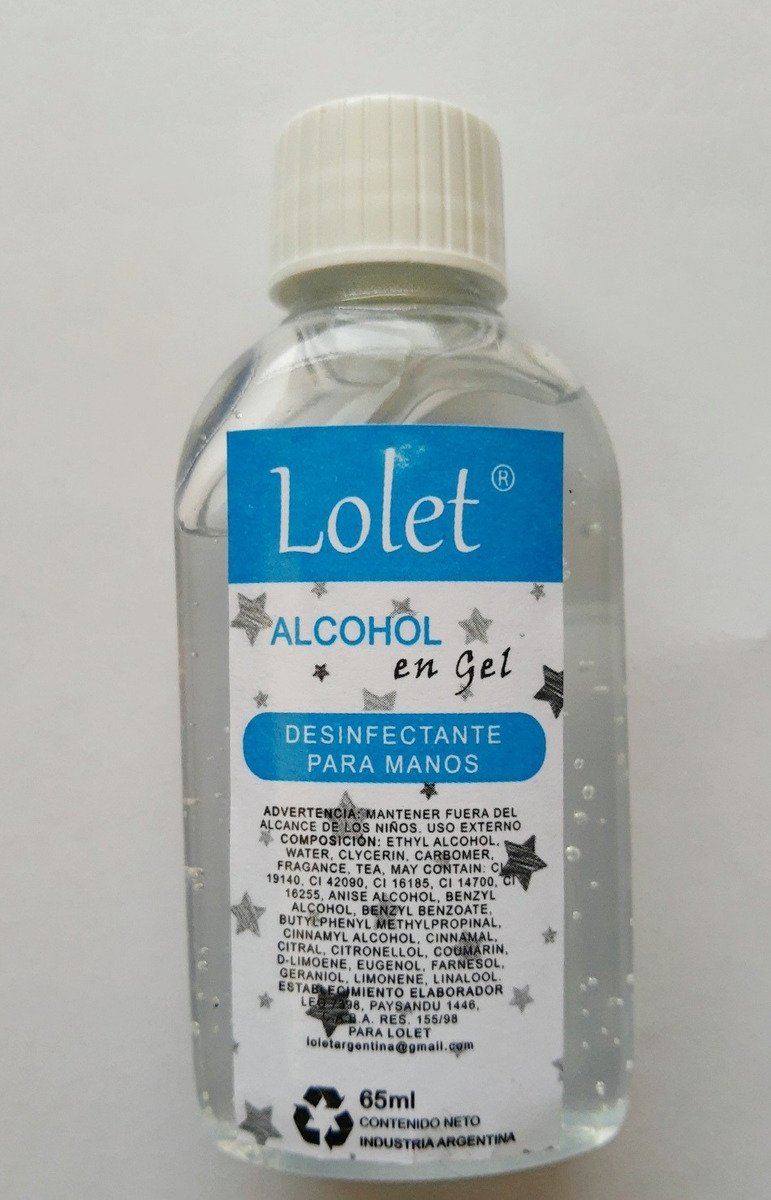 Lolet®
ALCOHOL
en Gel
DESINFECTANTE
PARA MANOS
ADVERTENCIA: MANTENER FUERA DEL
ALCANCE DE LOS NIÑOS. USO EXTERNO
COMPOSICIÓN: ETHYL ALCOHOL,
WATER, GLYCERIN, CARBOMER,
FRAGANCE, TEA, MAY CONTAIN: CI
19140, CI 42090, CI 16185, CI 14700, CI
16255, ANISE ALCOHOL, BENZYL
ALCOHOL, BENZYL BENZOATE,
BUTYLPHENYL METHYLPROPINAL,
CINNAMYL ALCOHOL, CINNAMAL,
CITRAL, CITRONELLOL, COUMARIN,
D-LIMOENE, EUGENOL, FARNESOL,
GERANIOL, LIMONENE, LINALOOL.
ESTABLECIMIENTO ELABORADOR
PAYSANDU 1446,
RES. 155/98
PARA LOLET
loletargentina@gmail.com
65ml
CONTENIDO NETO
INDUSTRIA ARGENTINA